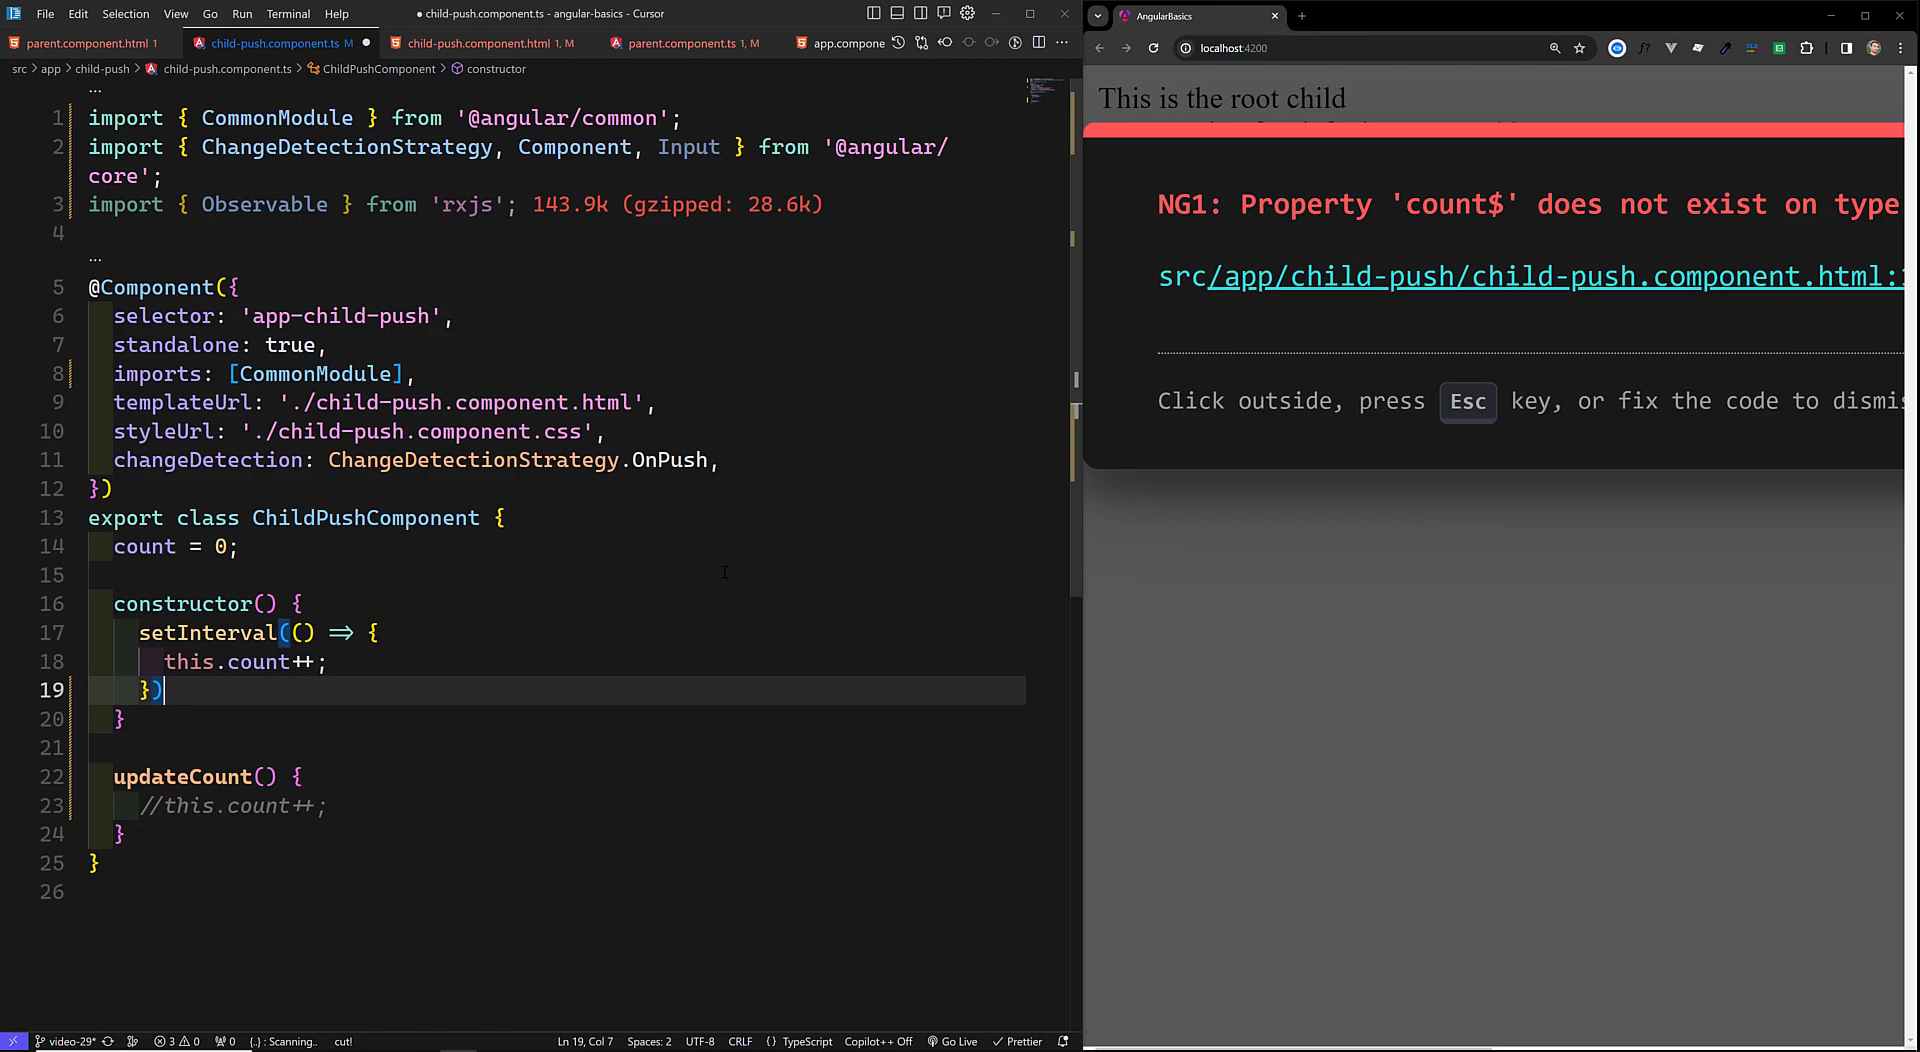 File Edit Selection View Go Run Terminal Help
● child-push.component.ts - angular-basics - Cursor
parent.component.html 1
child-push.component.ts M ●
child-push.component.html 1, M
parent.component.ts 1, M
app.compone
src > app > child-push > child-push.component.ts > ChildPushComponent > constructor
...
1 import { CommonModule } from '@angular/common';
2 import { ChangeDetectionStrategy, Component, Input } from '@angular/
core';
3 import { Observable } from 'rxjs'; 143.9k (gzipped: 28.6k)
4
...
5 @Component({
6 selector: 'app-child-push',
7 standalone: true,
8 imports: [CommonModule],
9 templateUrl: './child-push.component.html',
10 styleUrl: './child-push.component.css',
11 changeDetection: ChangeDetectionStrategy.OnPush,
12 })
13 export class ChildPushComponent {
14 count = 0;
15
16 constructor() {
17 setInterval(() => {
18 this.count++;
19 })
20 }
21
22 updateCount() {
23 //this.count++;
24 }
25 }
26
video-29* 3 0 0 {..} : Scanning.. cut! Ln 19, Col 7 Spaces: 2 UTF-8 CRLF {} TypeScript Copilot++ Off Go Live Prettier
AngularBasics
localhost:4200
This is the root child
NG1: Property 'count$' does not exist on type
src/app/child-push/child-push.component.html:
Click outside, press Esc key, or fix the code to dismis